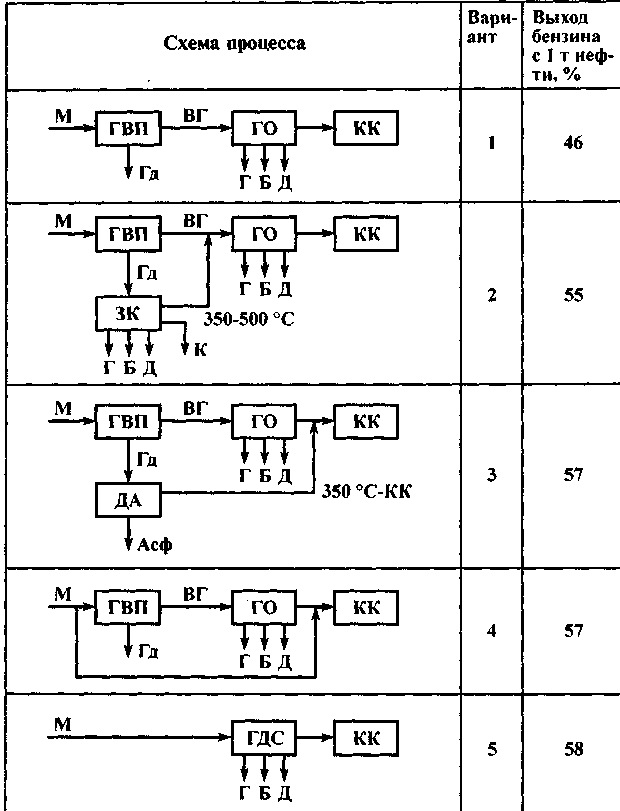 Схема процесса
Вари-
ант
Выход
бензина
с 1 т неф-
ти, %
М
ГВП
ВГ
ГО
КК
Гд
Г Б Д
1
46
М
ГВП
ВГ
ГО
КК
Гд
Г Б Д
ЗК
350-500 °С
Г Б Д
К
2
55
М
ГВП
ВГ
ГО
КК
Гд
Г Б Д
ДА
350 °С-КК
Асф
3
57
М
ГВП
ВГ
ГО
КК
Гд
Г Б Д
4
57
М
ГДС
КК
Г Б Д
5
58